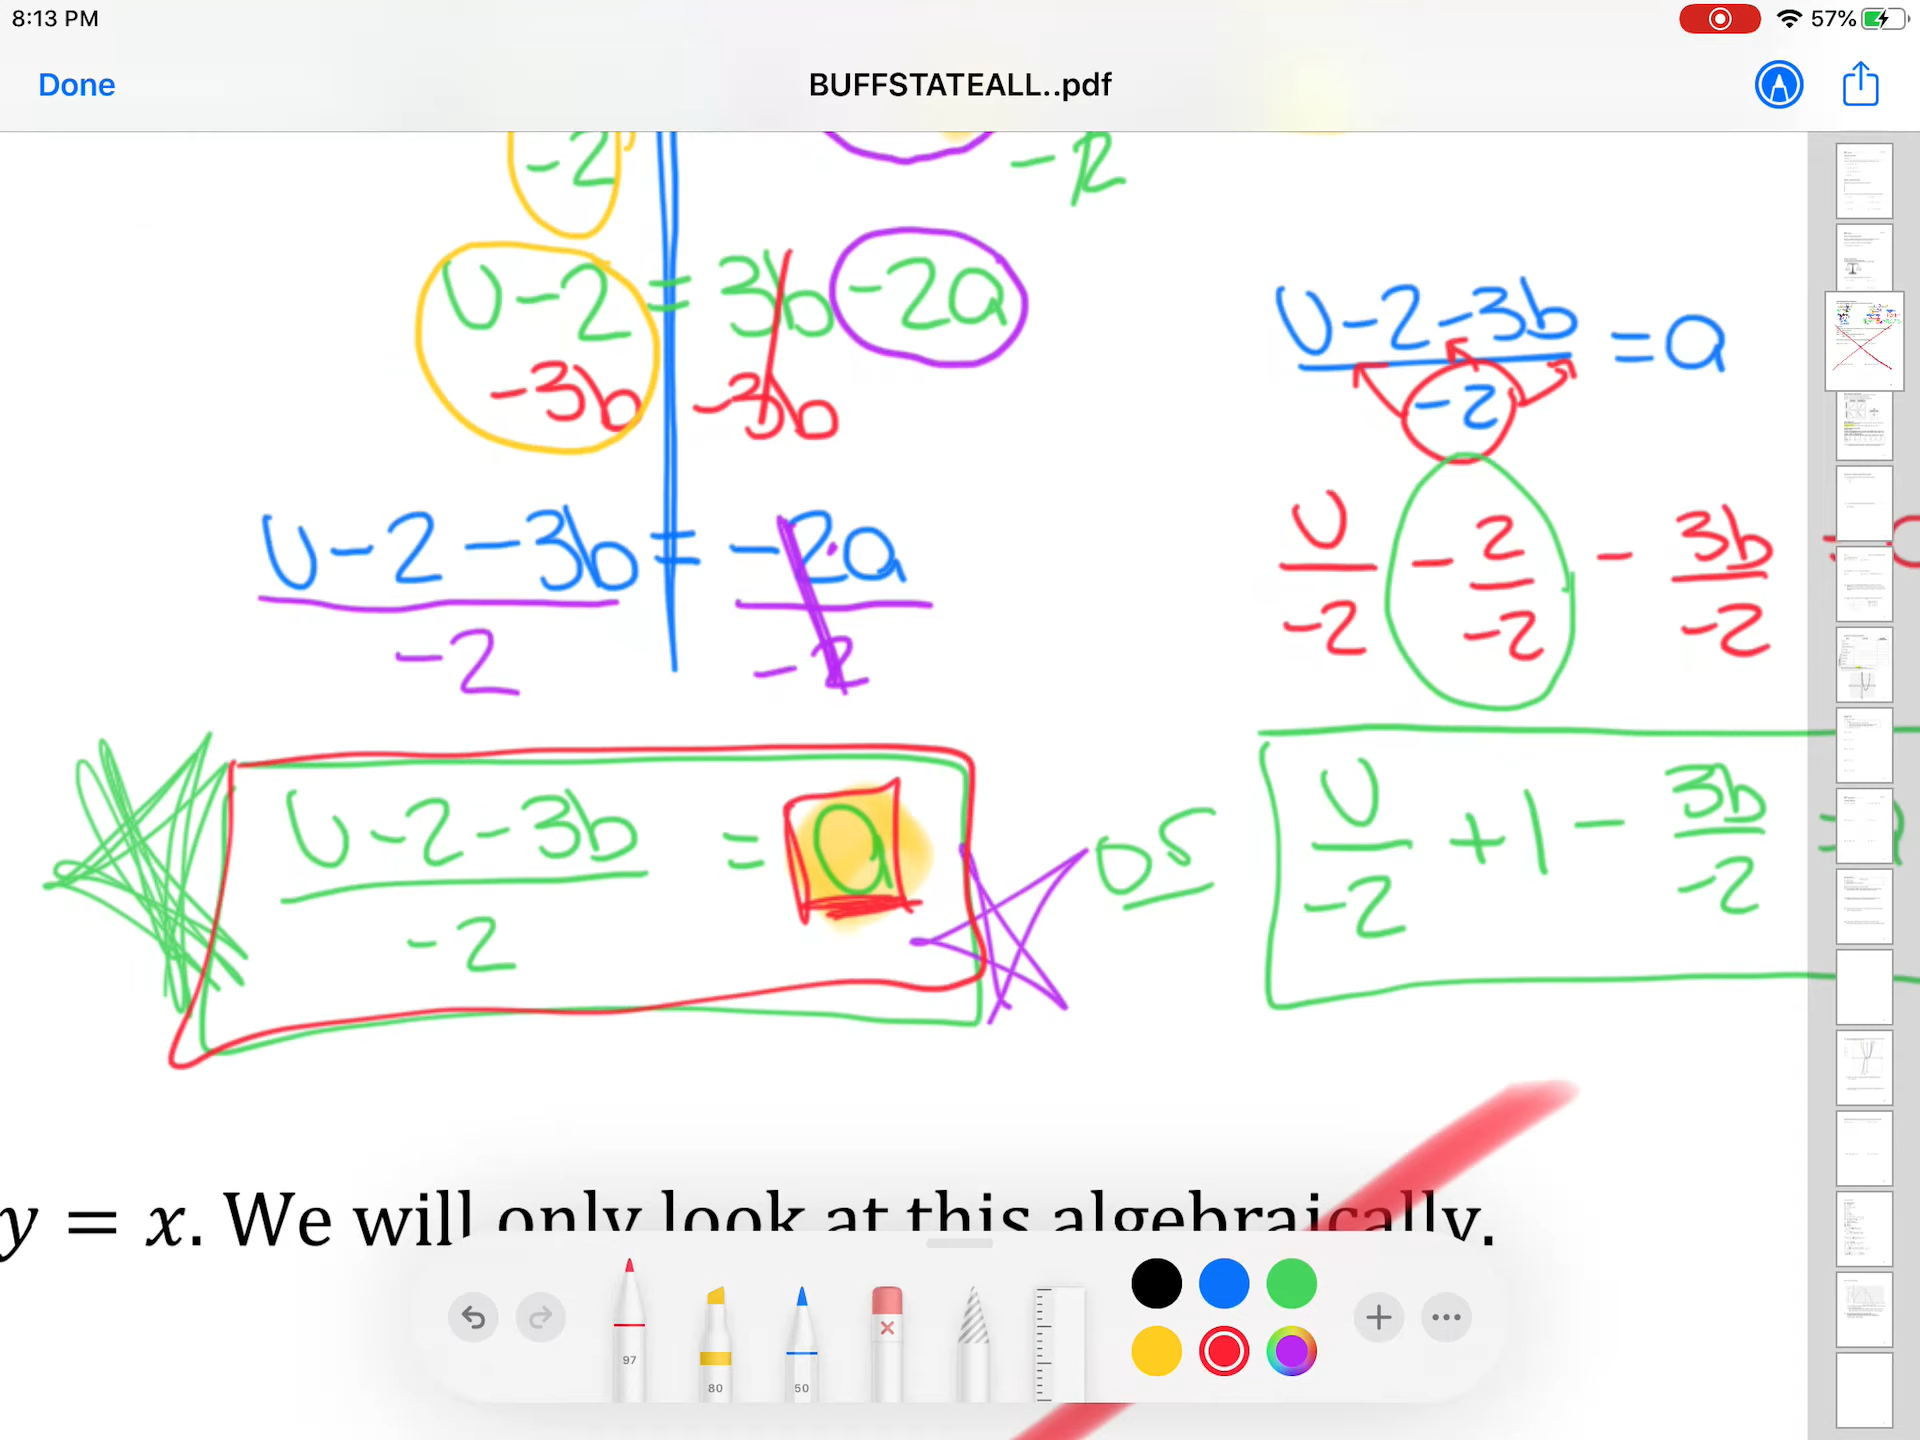 8:13 PM
57%
Done
BUFFSTATEALL..pdf
-2
-12
U-2 = 3b -2a
-3b -3b
U-2-3b = -2·a
-2 -2
U-2-3b = a
-2
or
U-2-3b = a
-2
U/-2 - 2/-2 - 3b/-2 =
U/-2 + 1 - 3b/-2 =
y = x. We will only look at this algebraically.
97
80
50